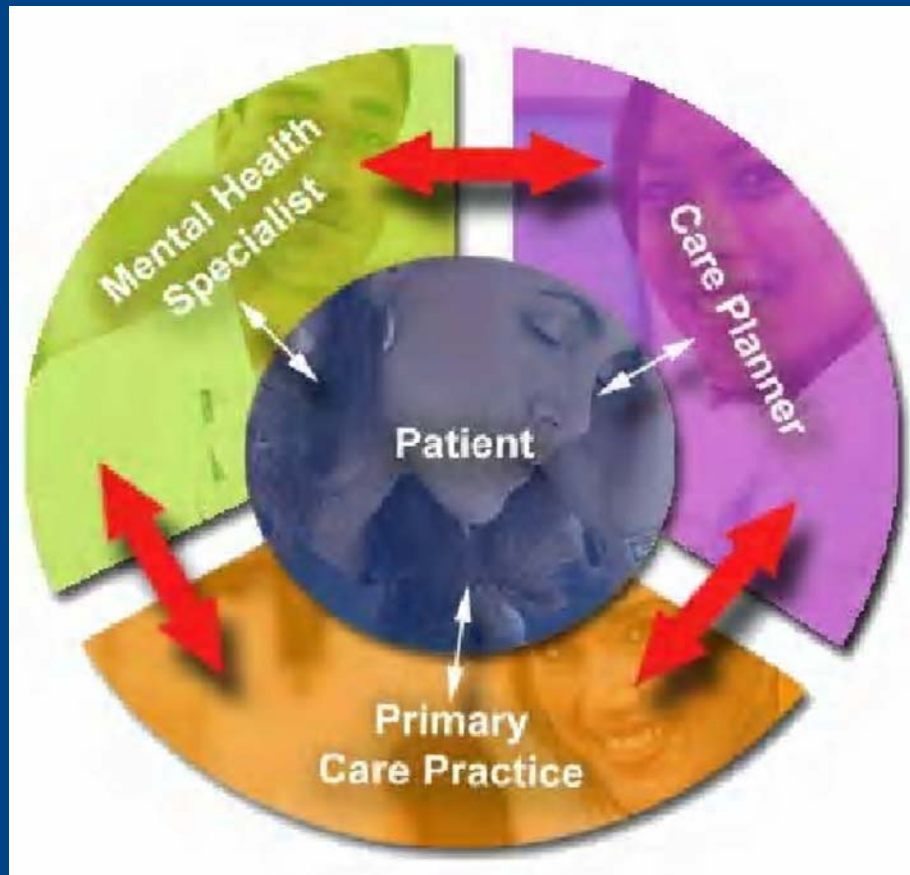 Mental Health
Specialist
Care Planner
Patient
Primary
Care Practice